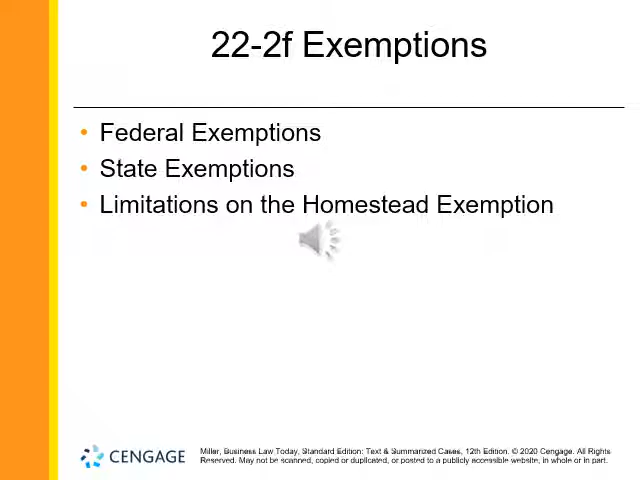 22-2f Exemptions
• Federal Exemptions
• State Exemptions
• Limitations on the Homestead Exemption
CENGAGE
Miller, Business Law Today, Standard Edition: Text & Summarized Cases, 12th Edition. © 2020 Cengage. All Rights
Reserved. May not be scanned, copied or duplicated, or posted to a publicly accessible website, in whole or in part.